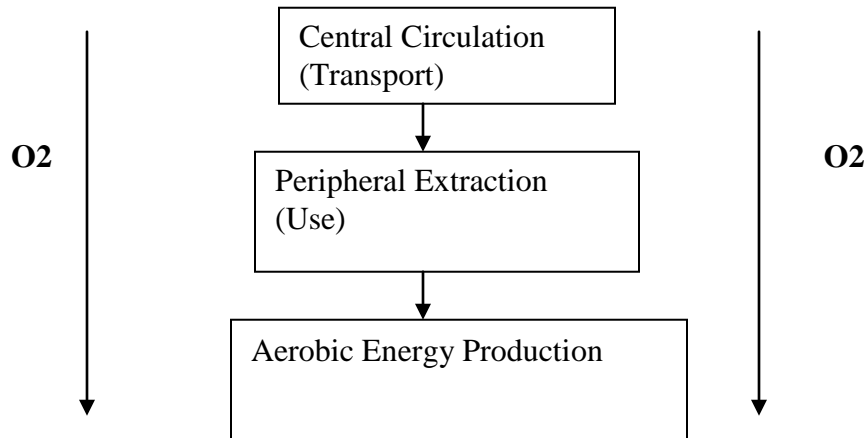 Central Circulation
(Transport)
O2
O2
Peripheral Extraction
(Use)
Aerobic Energy Production